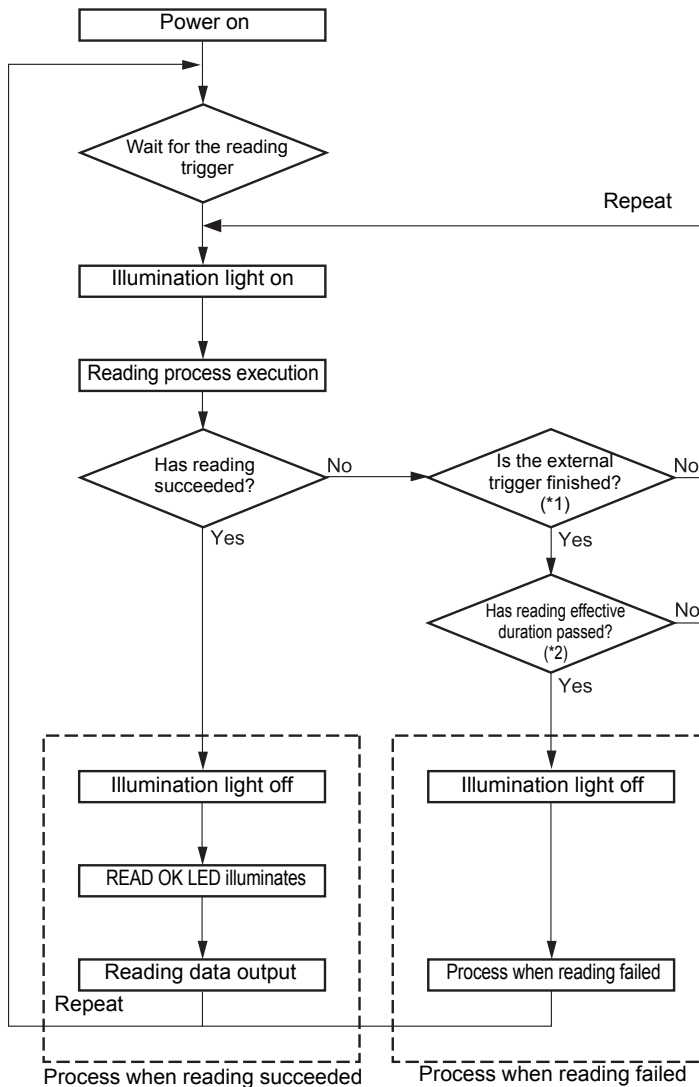 Power on
Wait for the reading
trigger
Repeat
Illumination light on
Reading process execution
Has reading
succeeded?
No
Yes
Is the external
trigger finished?
(*1)
No
Yes
Has reading effective
duration passed?
(*2)
No
Yes
Illumination light off
READ OK LED illuminates
Reading data output
Repeat
Process when reading succeeded
Illumination light off
Process when reading failed
Process when reading failed